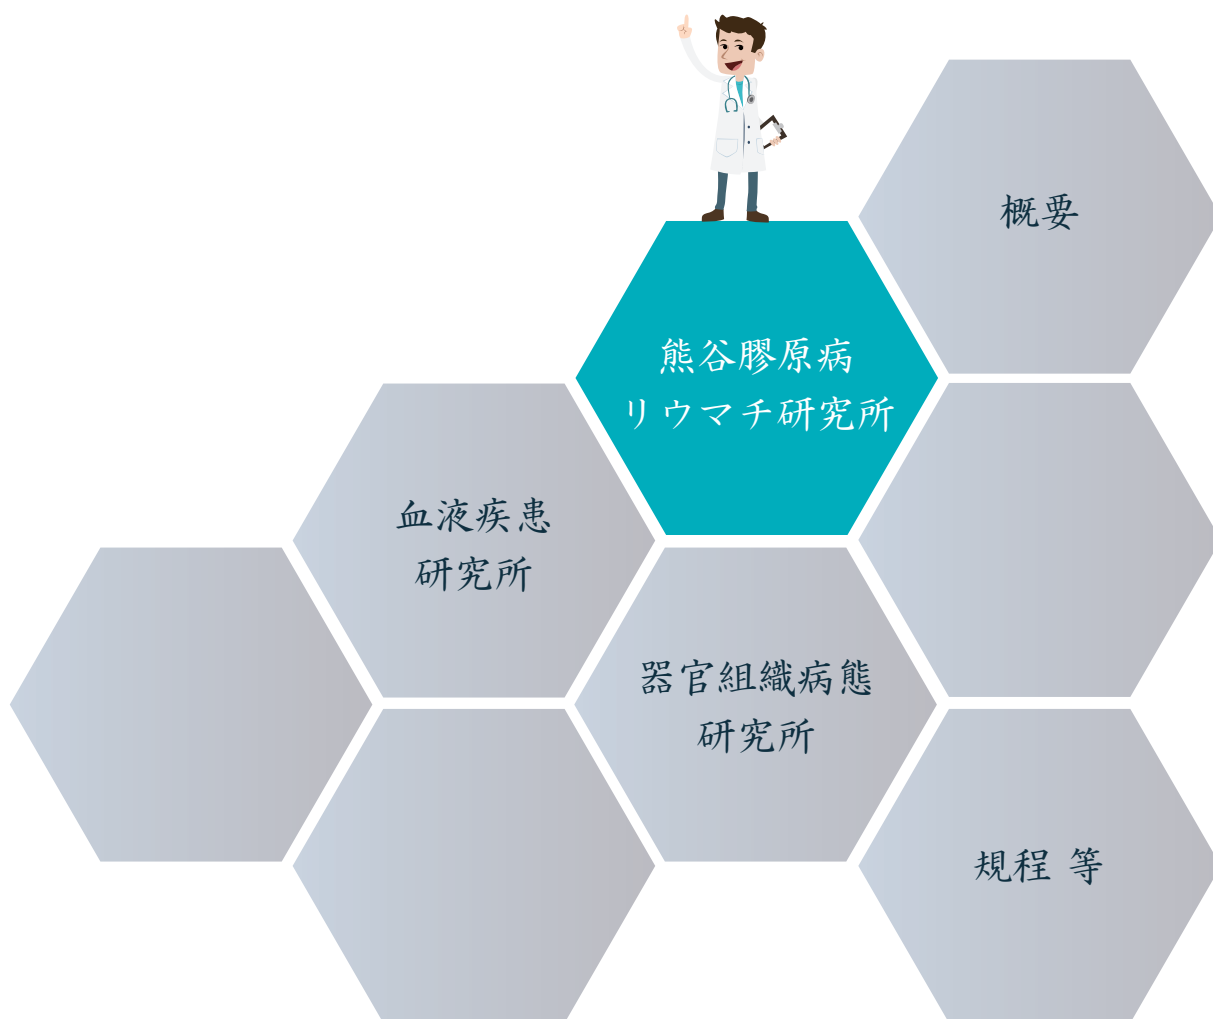 概要
熊谷膠原病
リウマチ研究所
血液疾患
研究所
器官組織病態
研究所
規程 等